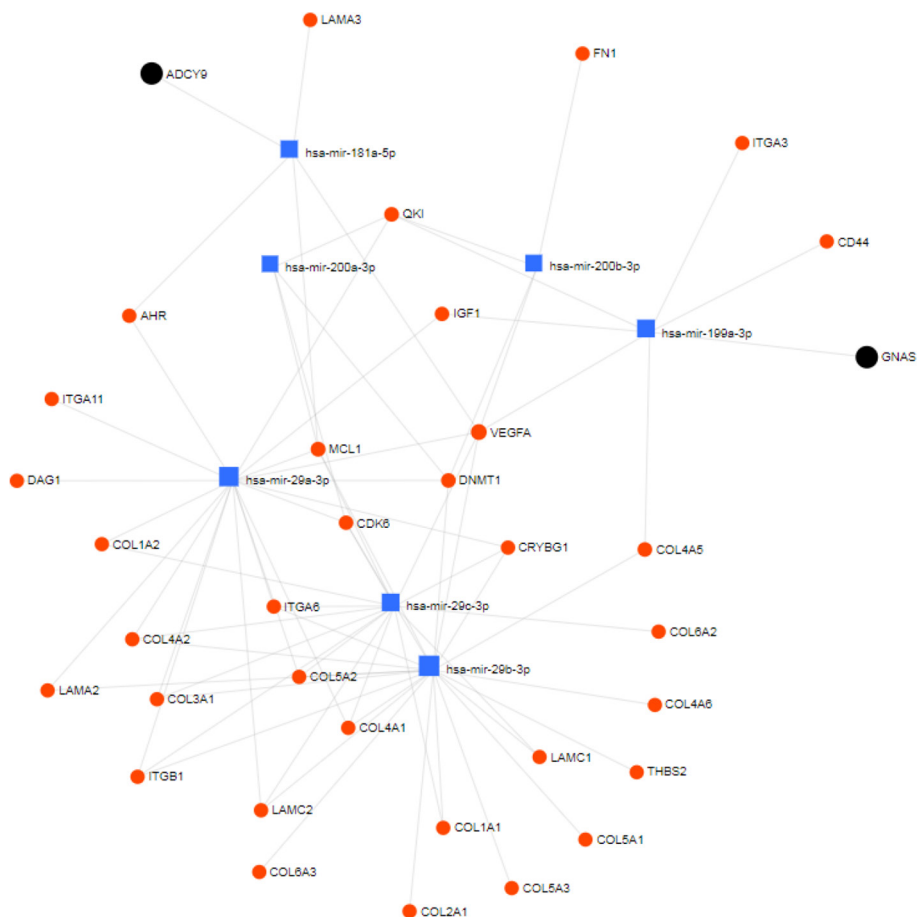 LAMA3
FN1
ADCY9
ITGA3
hsa-mir-181a-5p
QKI
CD44
hsa-mir-200a-3p
hsa-mir-200b-3p
AHR
IGF1
hsa-mir-199a-3p
GNAS
ITGA11
VEGFA
MCL1
DAG1
hsa-mir-29a-3p
DNMT1
CDK6
COL1A2
CRYBG1
COL4A5
ITGA6
hsa-mir-29c-3p
COL6A2
COL4A2
hsa-mir-29b-3p
COL5A2
LAMA2
COL3A1
COL4A6
COL4A1
LAMC1
ITGB1
THBS2
LAMC2
COL1A1
COL5A1
COL6A3
COL5A3
COL2A1